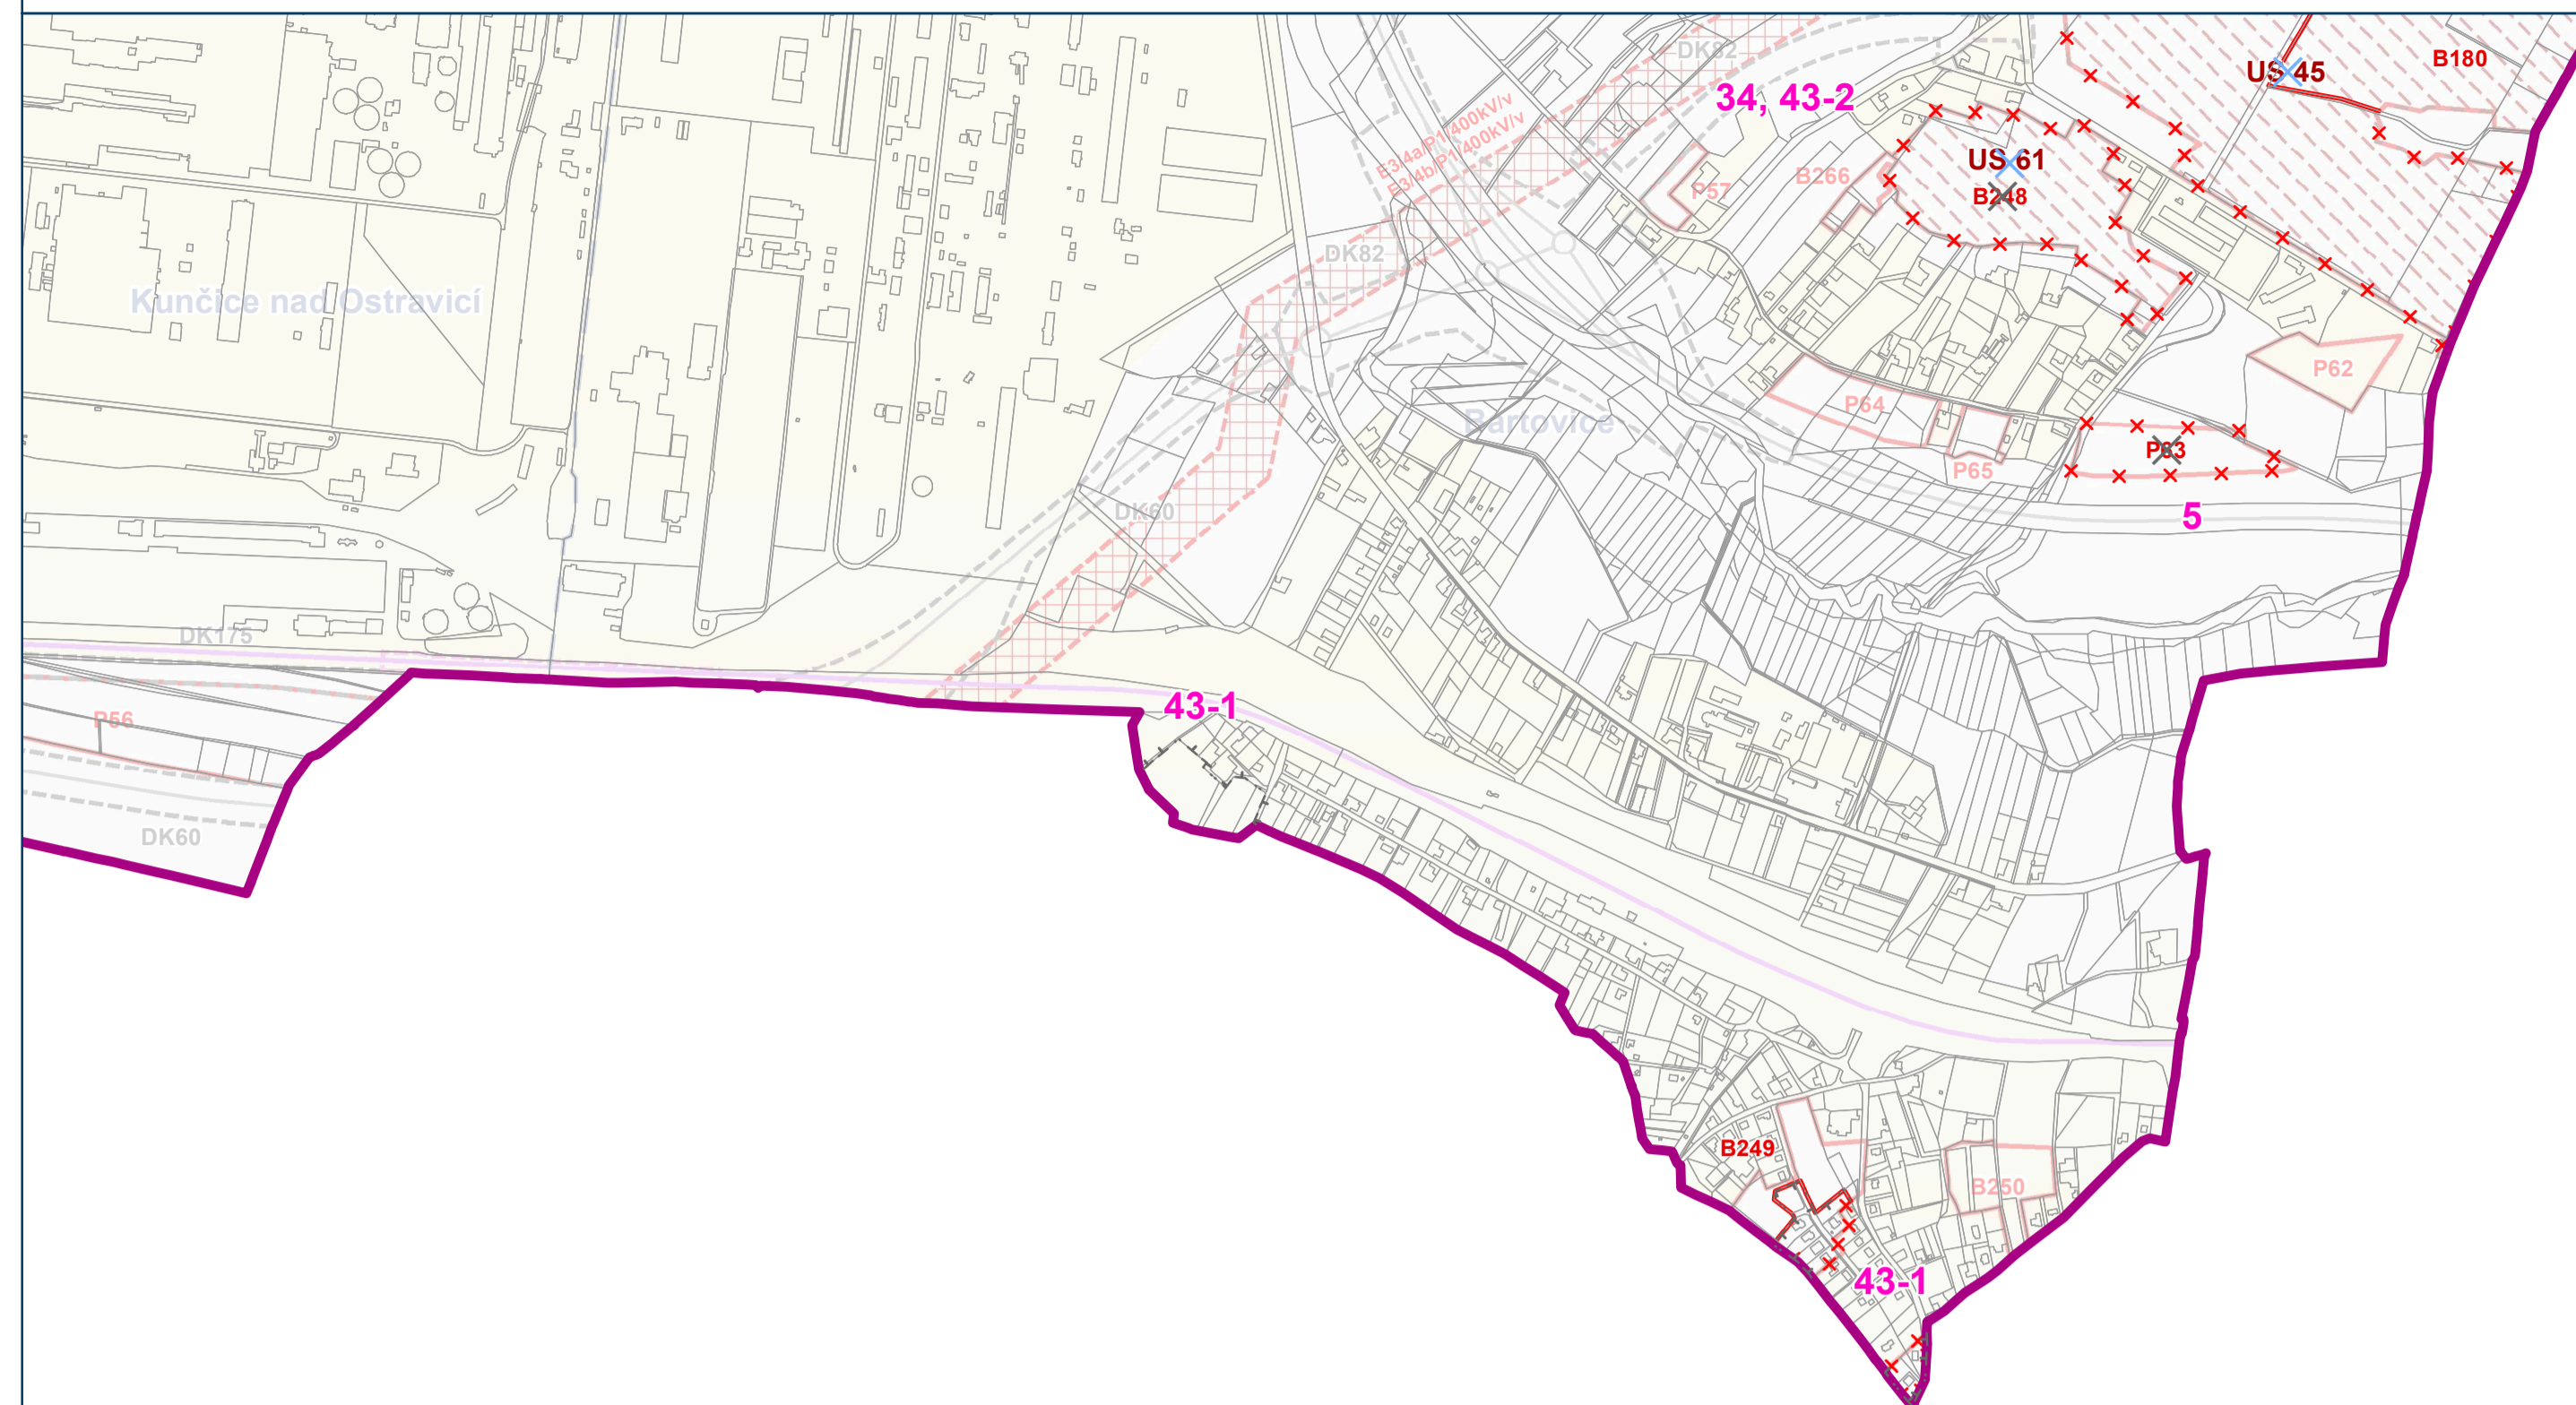 DK82
B180
US 45
34, 43-2
E3/4a/P1/400kV/v
E3/4b/P1/400kV/v
US 61
P57
B266
B248
DK82
Kunčice nad Ostravicí
P62
P64
Bartovice
P63
P65
DK60
5
DK175
43-1
P56
DK60
B249
B250
43-1